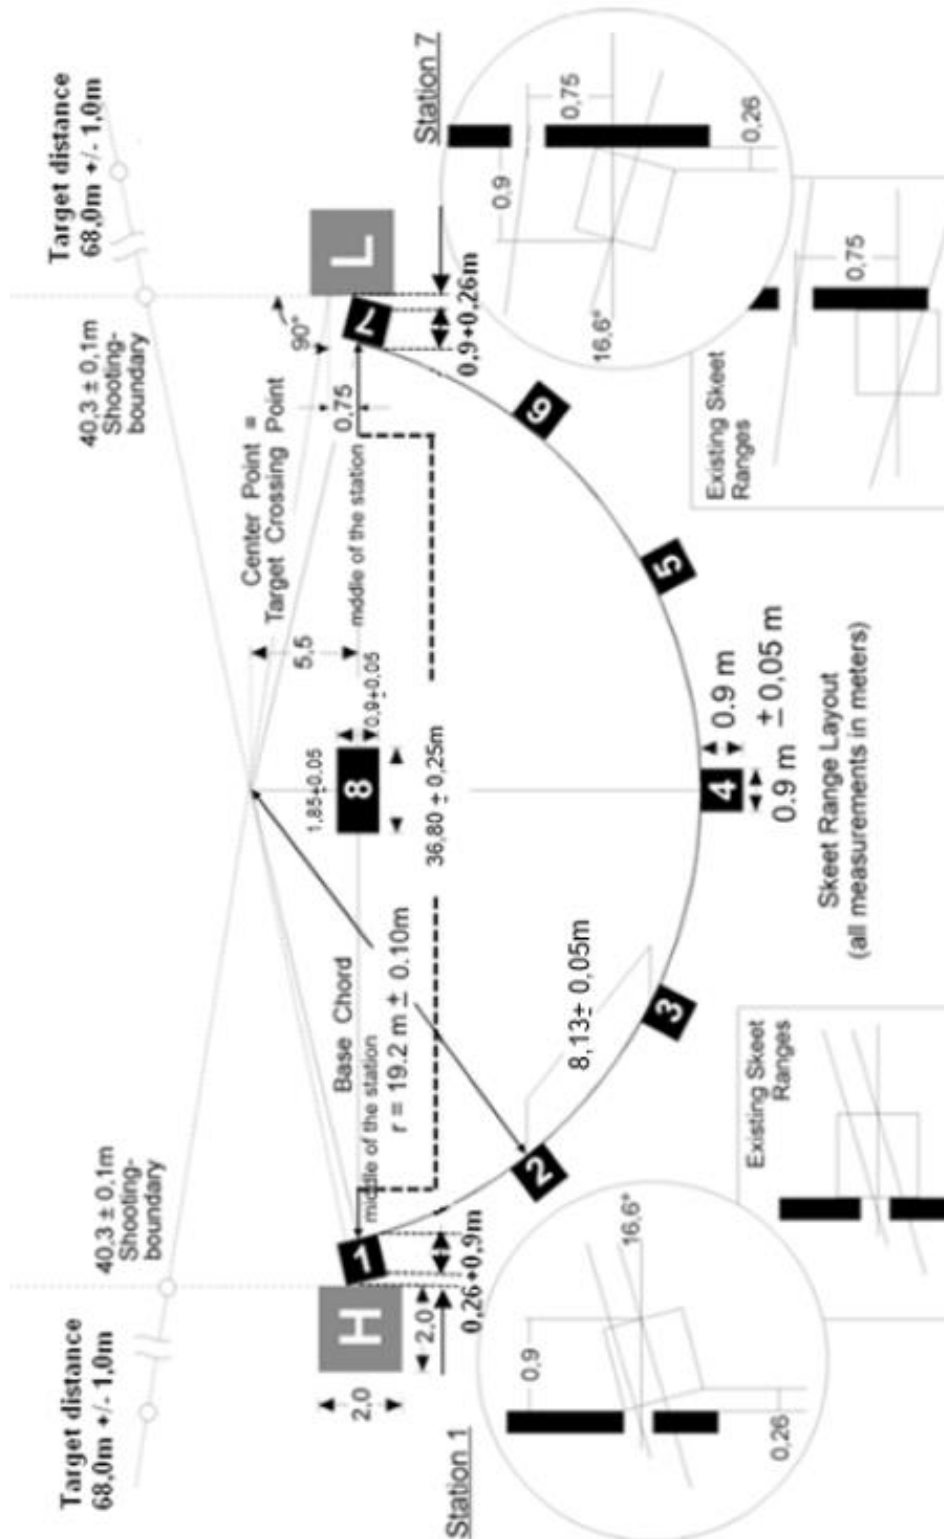 Target distance
68,0m +/- 1,0m
40,3 ± 0,1m
Shooting-
boundary
H
2,0
2,0
Station 1
1
0,26+0,9m
middle of the station
Base Chord
r = 19.2 m ± 0.10m
2
8,13± 0,05m
3
0,9
16,6°
0,26
Existing Skeet
Ranges
1,85±0.05
8
0.9±0,05
36,80 ± 0,25m
5,5
Center Point =
Target Crossing Point
middle of the station
0,75
90°
4
0.9 m
0.9 m ± 0,05 m
Skeet Range Layout
(all measurements in meters)
5
6
7
L
0,9+0,26m
Target distance
68,0m +/- 1,0m
40,3 ± 0,1m
Shooting-
boundary
Station 7
0,9
0,75
16,6°
0,26
Existing Skeet
Ranges
0,75